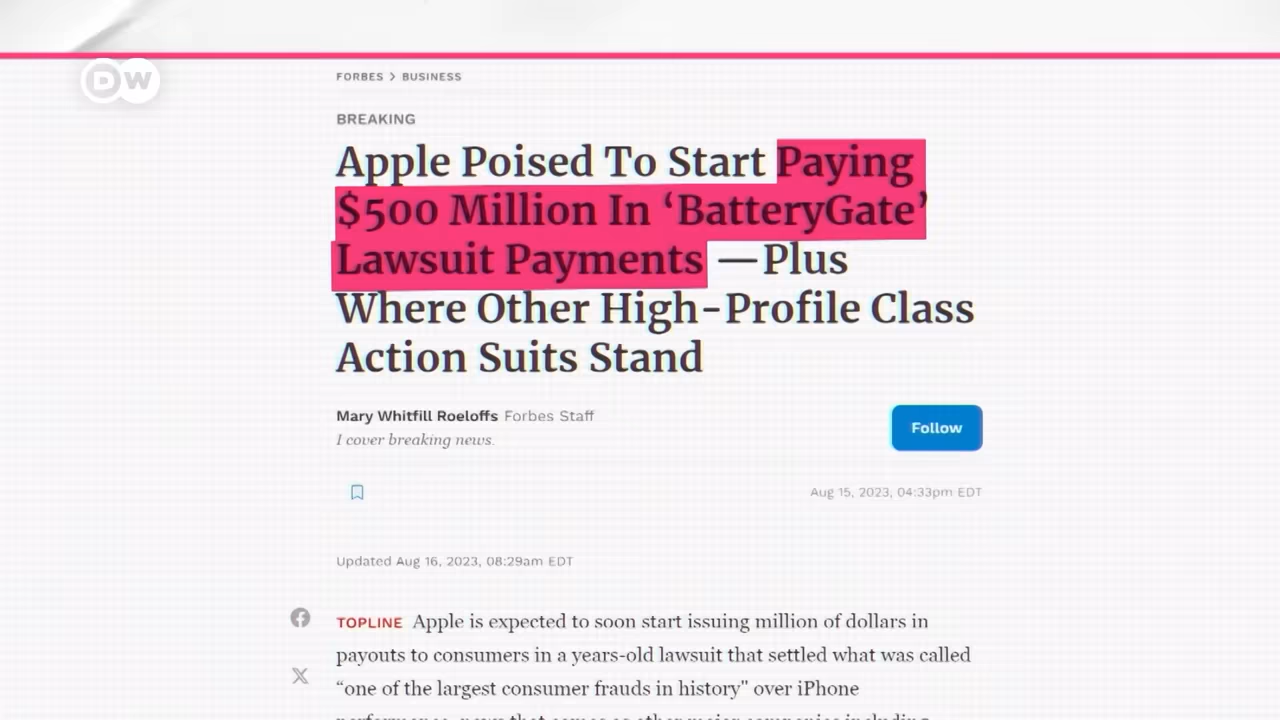 DW
FORBES > BUSINESS
BREAKING
Apple Poised To Start Paying
$500 Million In ‘BatteryGate’
Lawsuit Payments —Plus
Where Other High-Profile Class
Action Suits Stand
Mary Whitfill Roeloffs Forbes Staff
I cover breaking news.
Follow
Aug 15, 2023, 04:33pm EDT
Updated Aug 16, 2023, 08:29am EDT
TOPLINE Apple is expected to soon start issuing million of dollars in
payouts to consumers in a years-old lawsuit that settled what was called
“one of the largest consumer frauds in history" over iPhone